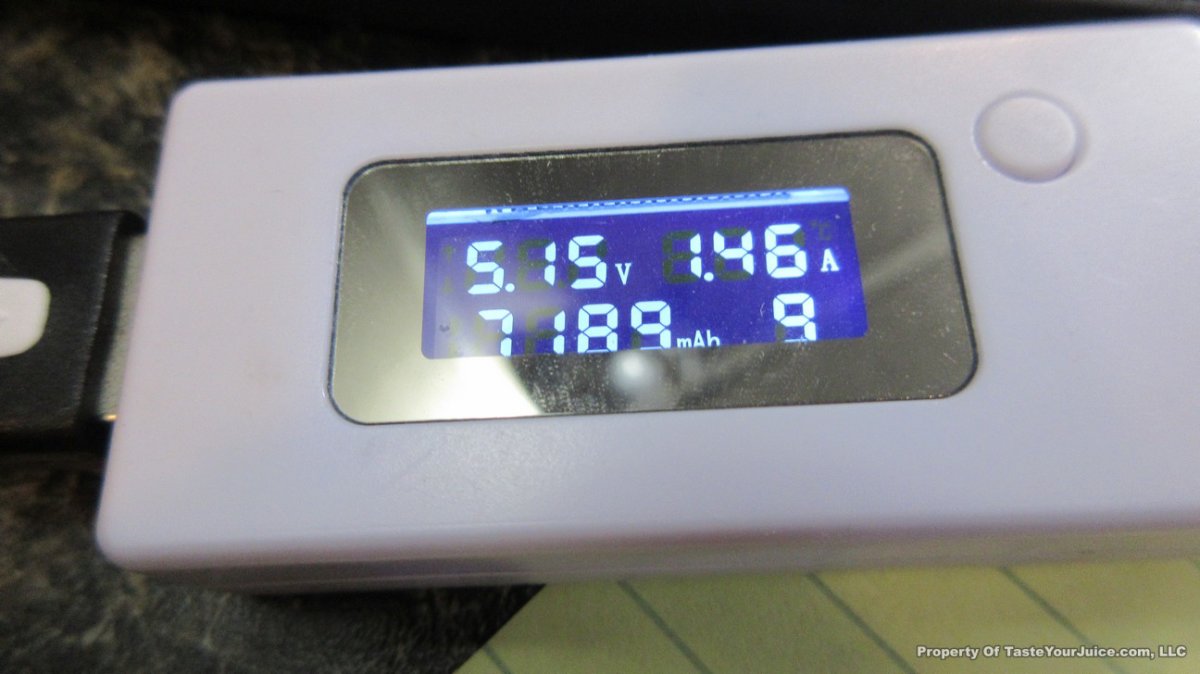 5.15V 1.46A
7189mAh 9
Property Of TasteYourJuice.com, LLC